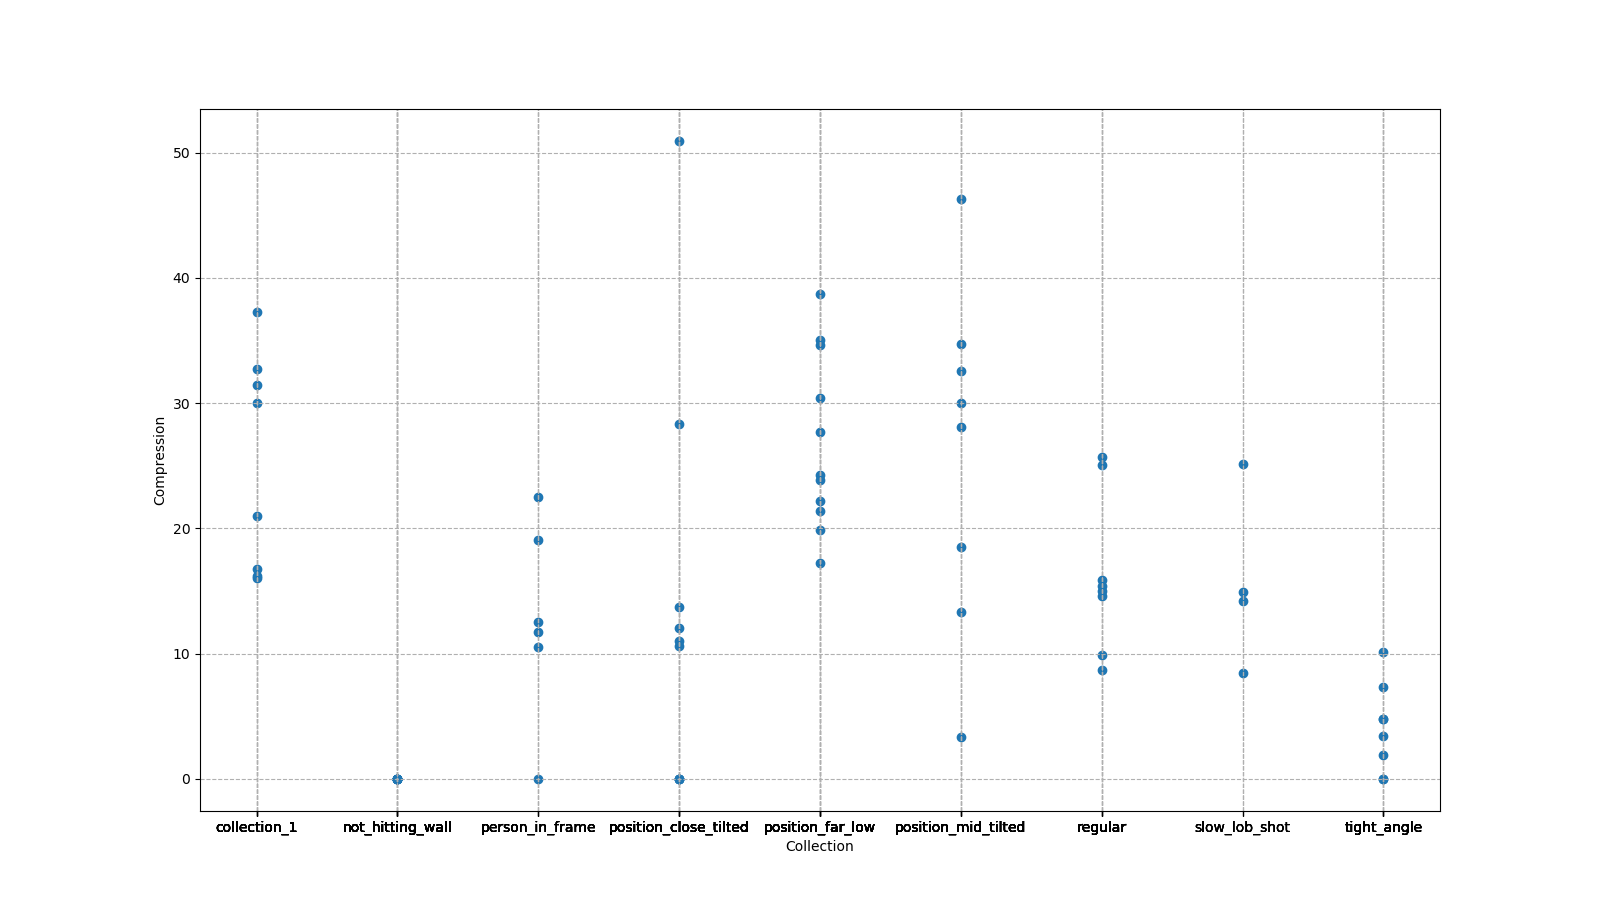 50
40
30
20
10
0
Compression
collection_1 not_hitting_wall person_in_frame position_close_tilted position_far_low position_mid_tilted regular slow_lob_shot tight_angle
Collection